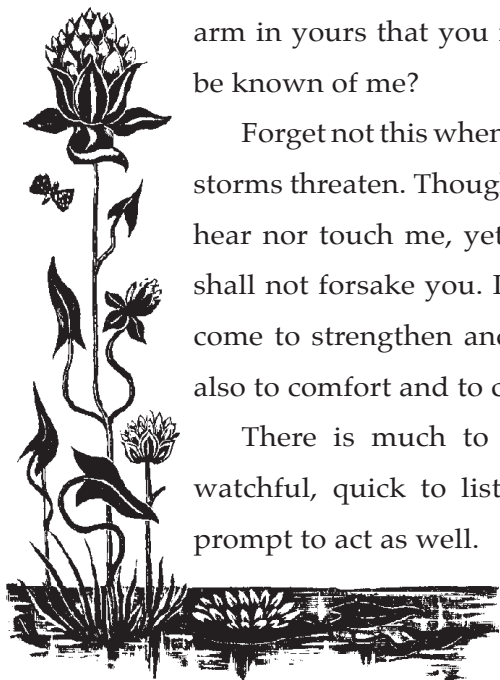 arm in yours that you
be known of me?
Forget not this when
storms threaten. Though
hear nor touch me, yet
shall not forsake you. I
come to strengthen and
also to comfort and to
There is much to
watchful, quick to
prompt to act as well.